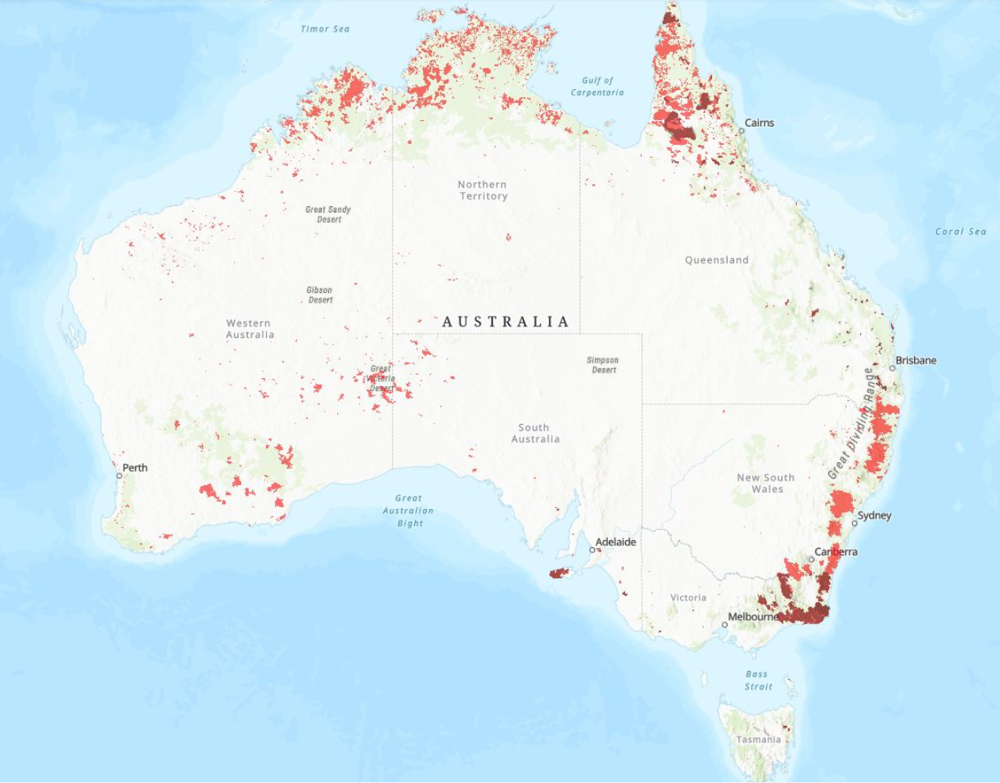 Timor Sea
Gulf of
Carpentaria
Cairns
Northern
Territory
Great Sandy
Desert
Coral Sea
Queensland
Gibson
Desert
Western
Australia
AUSTRALIA
Great
Victoria
Desert
Simpson
Desert
Brisbane
Great Dividing Range
South
Australia
Perth
New South
Wales
Great
Australian
Bight
Sydney
Adelaide
Canberra
Victoria
Melbourne
Bass
Strait
Tasmania